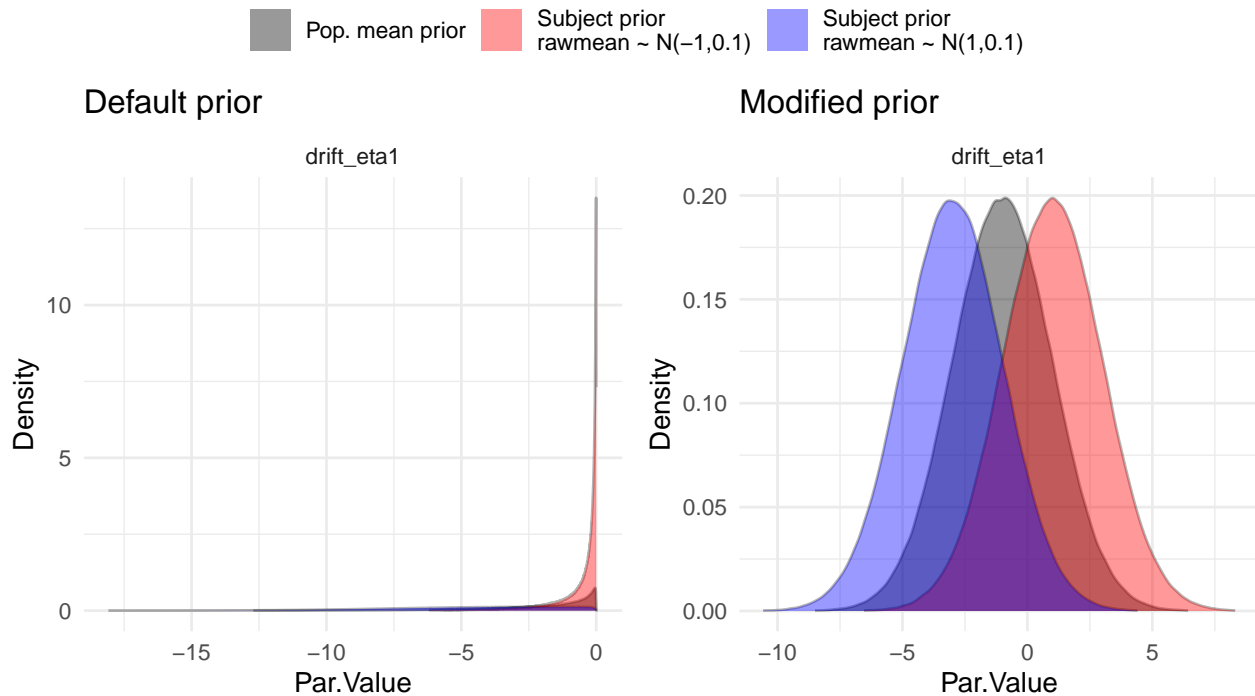 Pop. mean prior
Subject prior
rawmean ~ N(−1,0.1)
Subject prior
rawmean ~ N(1,0.1)
Default prior
drift_eta1
Density
10
5
0
−15
−10
−5
0
Par.Value
Modified prior
drift_eta1
Density
0.20
0.15
0.10
0.05
0.00
−10
−5
0
5
Par.Value